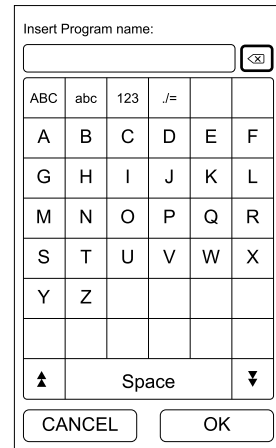 Insert Program name:
ABC abc 123 ./=
A B C D E F
G H I J K L
M N O P Q R
S T U V W X
Y Z
Space
CANCEL OK